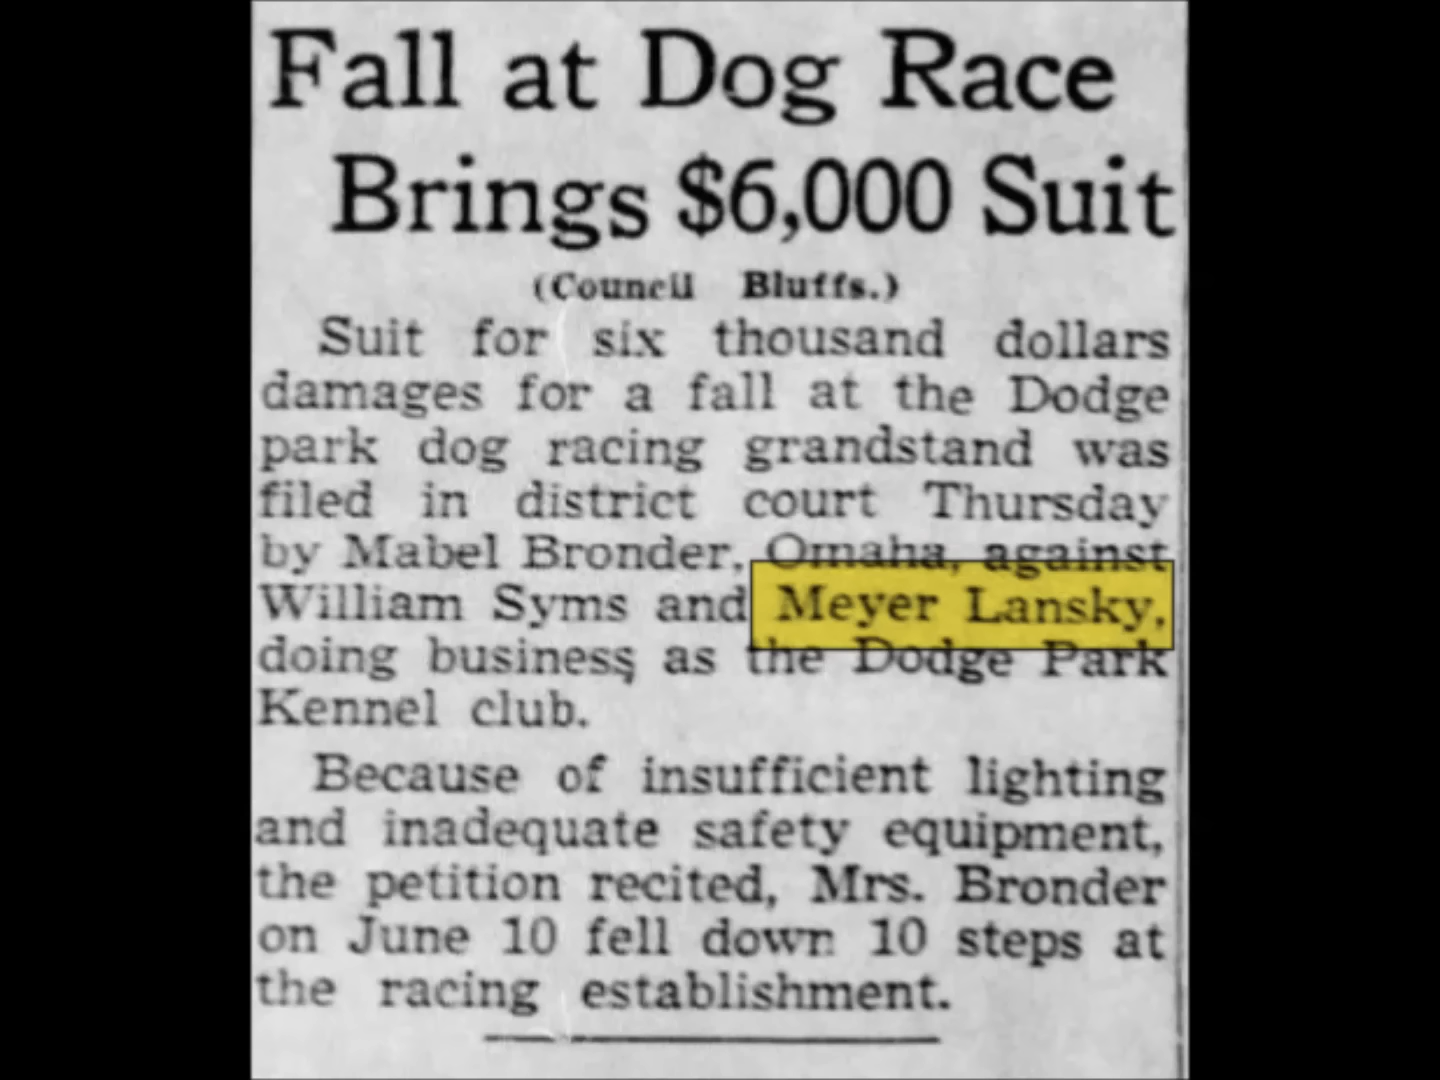 Fall at Dog Race
Brings $6,000 Suit
(Council Bluffs.)
Suit for six thousand dollars
damages for a fall at the Dodge
park dog racing grandstand was
filed in district court Thursday
by Mabel Bronder, Omaha, against
William Syms and Meyer Lansky,
doing business as the Dodge Park
Kennel club.
Because of insufficient lighting
and inadequate safety equipment,
the petition recited, Mrs. Bronder
on June 10 fell down 10 steps at
the racing establishment.